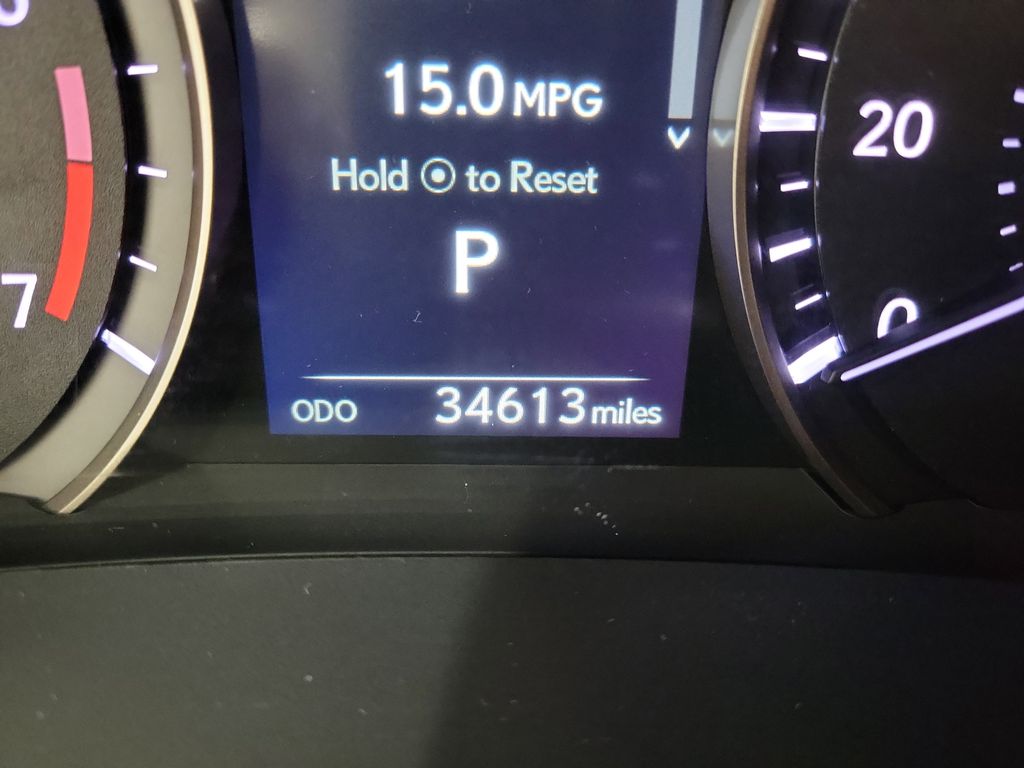 15.0 MPG
Hold to Reset
P
ODO 34613 miles
7
20
0